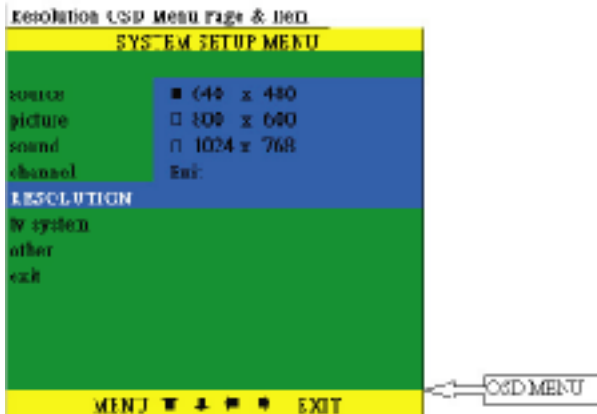 Resolution OSD Menu Page & Item
SYSTEM SETUP MENU
source
■ 640 x 480
picture
□ 800 x 600
sound
□ 1024 x 768
channel
Exit
RESOLUTION
tv system
other
exit
MENU EXIT
OSD MENU